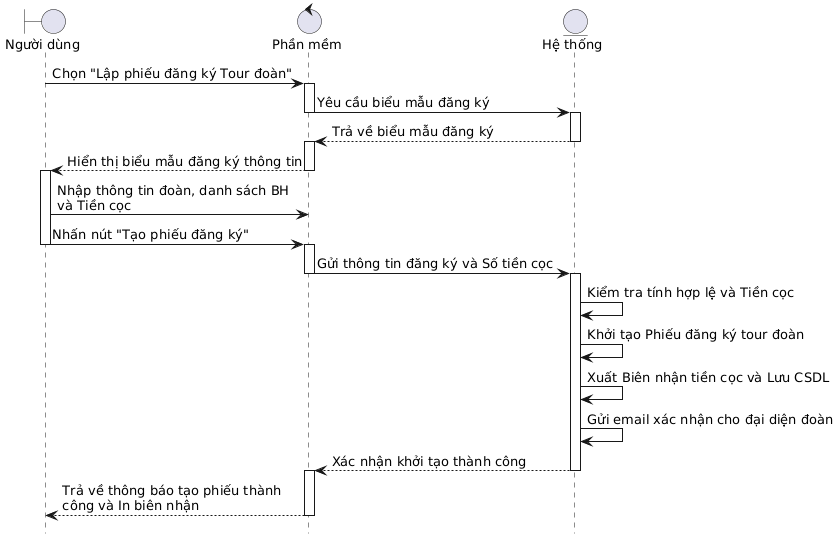 Người dùng
Phần mềm
Hệ thống
Chọn "Lập phiếu đăng ký Tour đoàn"
Yêu cầu biểu mẫu đăng ký
Trả về biểu mẫu đăng ký
Hiển thị biểu mẫu đăng ký thông tin
Nhập thông tin đoàn, danh sách BH
và Tiền cọc
Nhấn nút "Tạo phiếu đăng ký"
Gửi thông tin đăng ký và Số tiền cọc
Kiểm tra tính hợp lệ và Tiền cọc
Khởi tạo Phiếu đăng ký tour đoàn
Xuất Biên nhận tiền cọc và Lưu CSDL
Gửi email xác nhận cho đại diện đoàn
Xác nhận khởi tạo thành công
Trả về thông báo tạo phiếu thành
công và In biên nhận